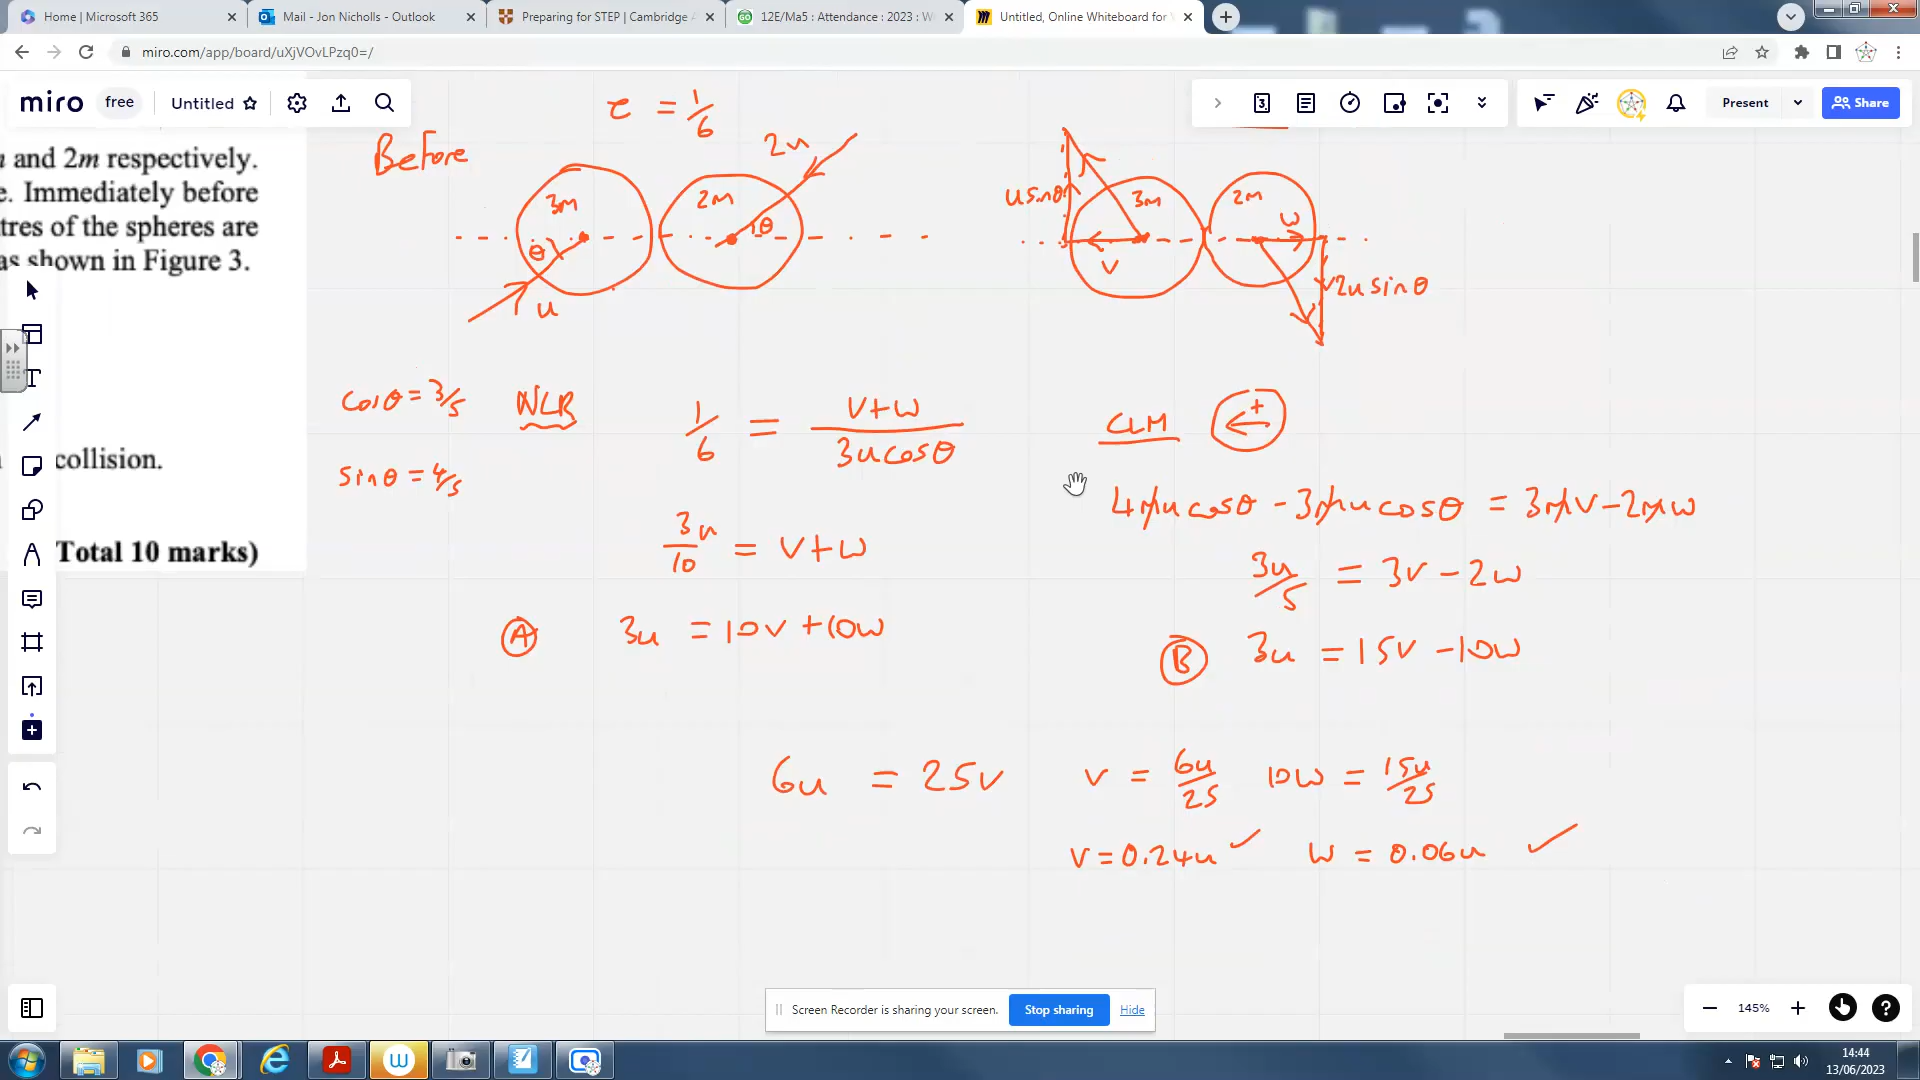 Home | Microsoft 365
Mail - Jon Nicholls - Outlook
Preparing for STEP | Cambridge
12E/Ma5 : Attendance : 2023 : W
Untitled, Online Whiteboard for
miro.com/app/board/uXjVOvLPzq0=/
miro free Untitled
Present
Share
and 2m respectively.
e. Immediately before
tres of the spheres are
as shown in Figure 3.
collision.
Total 10 marks)
e = 1/6
Before
3m
2m
2u
θ
θ
u
usinθ
3m
2m
w
v
2usinθ
cosθ = 3/5
sinθ = 4/5
NLR
1/6 = v+w / 3ucosθ
3u/10 = v+w
A 3u = 10v+10w
CLM ← +
4mucosθ - 3mucosθ = 3mv - 2mw
3u/5 = 3v - 2w
B 3u = 15v - 10w
6u = 25v
v = 6u/25 10w = 15u/25
v = 0.24u ✓ w = 0.06u ✓
Screen Recorder is sharing your screen. Stop sharing Hide
145%
14:44
13/06/2023